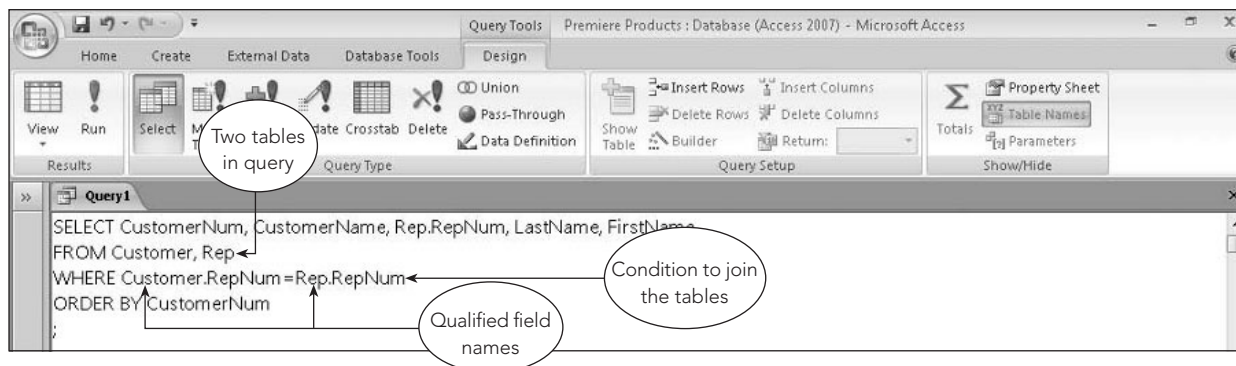 Query Tools
Premiere Products : Database (Access 2007) - Microsoft Access
Home Create External Data Database Tools Design
View Run Select Crosstab Delete
Union
Pass-Through
Data Definition
Show Table
Insert Rows
Delete Rows
Builder
Insert Columns
Delete Columns
Return:
Totals
Property Sheet
XYZ
Table Names
Parameters
Results Query Type Query Setup Show/Hide
Two tables
in query
Query1
SELECT CustomerNum, CustomerName, Rep.RepNum, LastName, FirstName
FROM Customer, Rep
WHERE Customer.RepNum=Rep.RepNum
ORDER BY CustomerNum
;
Condition to join
the tables
Qualified field
names